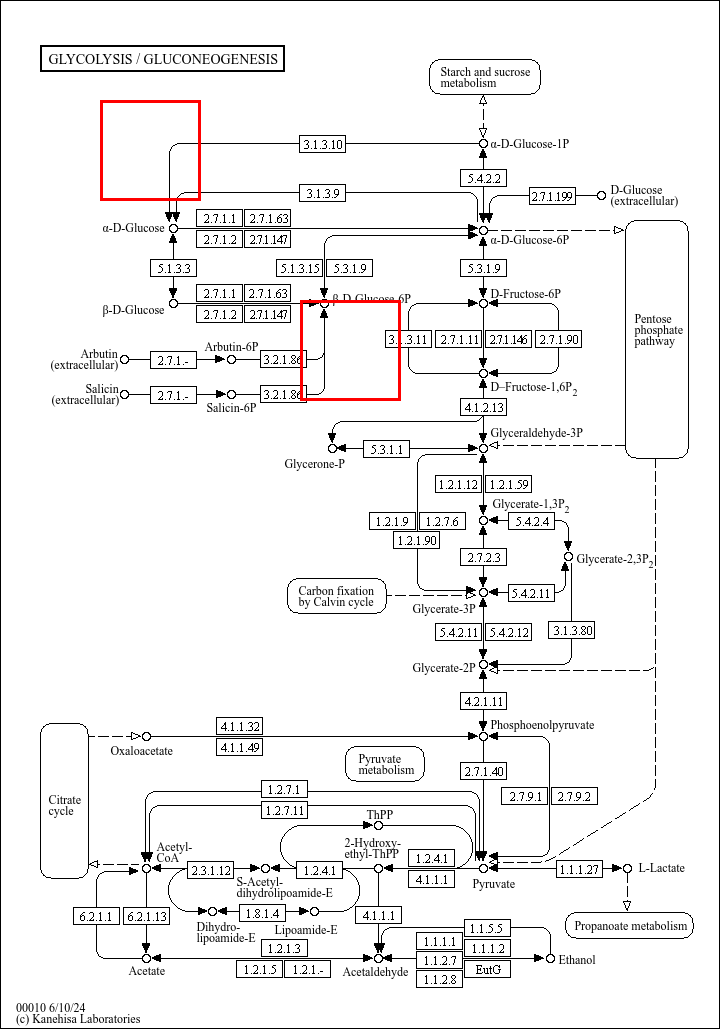 GLYCOLYSIS / GLUCONEOGENESIS
Starch and sucrose
metabolism
3.1.3.10
α-D-Glucose-1P
5.4.2.2
3.1.3.9
2.7.1.199
D-Glucose
(extracellular)
2.7.1.1
2.7.1.63
α-D-Glucose
2.7.1.2
2.7.1.147
α-D-Glucose-6P
5.1.3.3
5.1.3.15
5.3.1.9
5.3.1.9
2.7.1.1
2.7.1.63
β-D-Glucose
2.7.1.2
2.7.1.147
β-D-Glucose-6P
D-Fructose-6P
Pentose
phosphate
pathway
2.7.1.11
2.7.1.146
2.7.1.90
Arbutin
(extracellular)
2.7.1.-
Arbutin-6P
3.2.1.86
Salicin
(extracellular)
2.7.1.-
Salicin-6P
3.2.1.86
D-Fructose-1,6P2
4.1.2.13
Glyceraldehyde-3P
Glycerone-P
5.3.1.1
1.2.1.12
1.2.1.59
Glycerate-1,3P2
1.2.1.9
1.2.7.6
1.2.1.90
5.4.2.4
2.7.2.3
Glycerate-2,3P2
Carbon fixation
by Calvin cycle
5.4.2.11
Glycerate-3P
5.4.2.11
5.4.2.12
3.1.3.80
Glycerate-2P
4.2.1.11
4.1.1.32
Phosphoenolpyruvate
Oxaloacetate
4.1.1.49
Pyruvate
metabolism
2.7.1.40
Citrate
cycle
1.2.7.1
1.2.7.11
2.7.9.1
2.7.9.2
ThPP
Acetyl-
CoA
2-Hydroxy-
ethyl-ThPP
1.2.4.1
2.3.1.12
1.2.4.1
4.1.1.1
1.1.1.27
L-Lactate
S-Acetyl-
dihydrolipoamide-E
Pyruvate
6.2.1.1
6.2.1.13
1.8.1.4
4.1.1.1
Dihydro-
lipoamide-E
Lipoamide-E
Propanoate metabolism
1.1.5.5
1.1.1.1
1.1.1.2
1.2.1.3
1.1.2.7
EutG
Ethanol
Acetate
1.2.1.5
1.2.1.-
Acetaldehyde
1.1.2.8
00010 6/10/24
(c) Kanehisa Laboratories